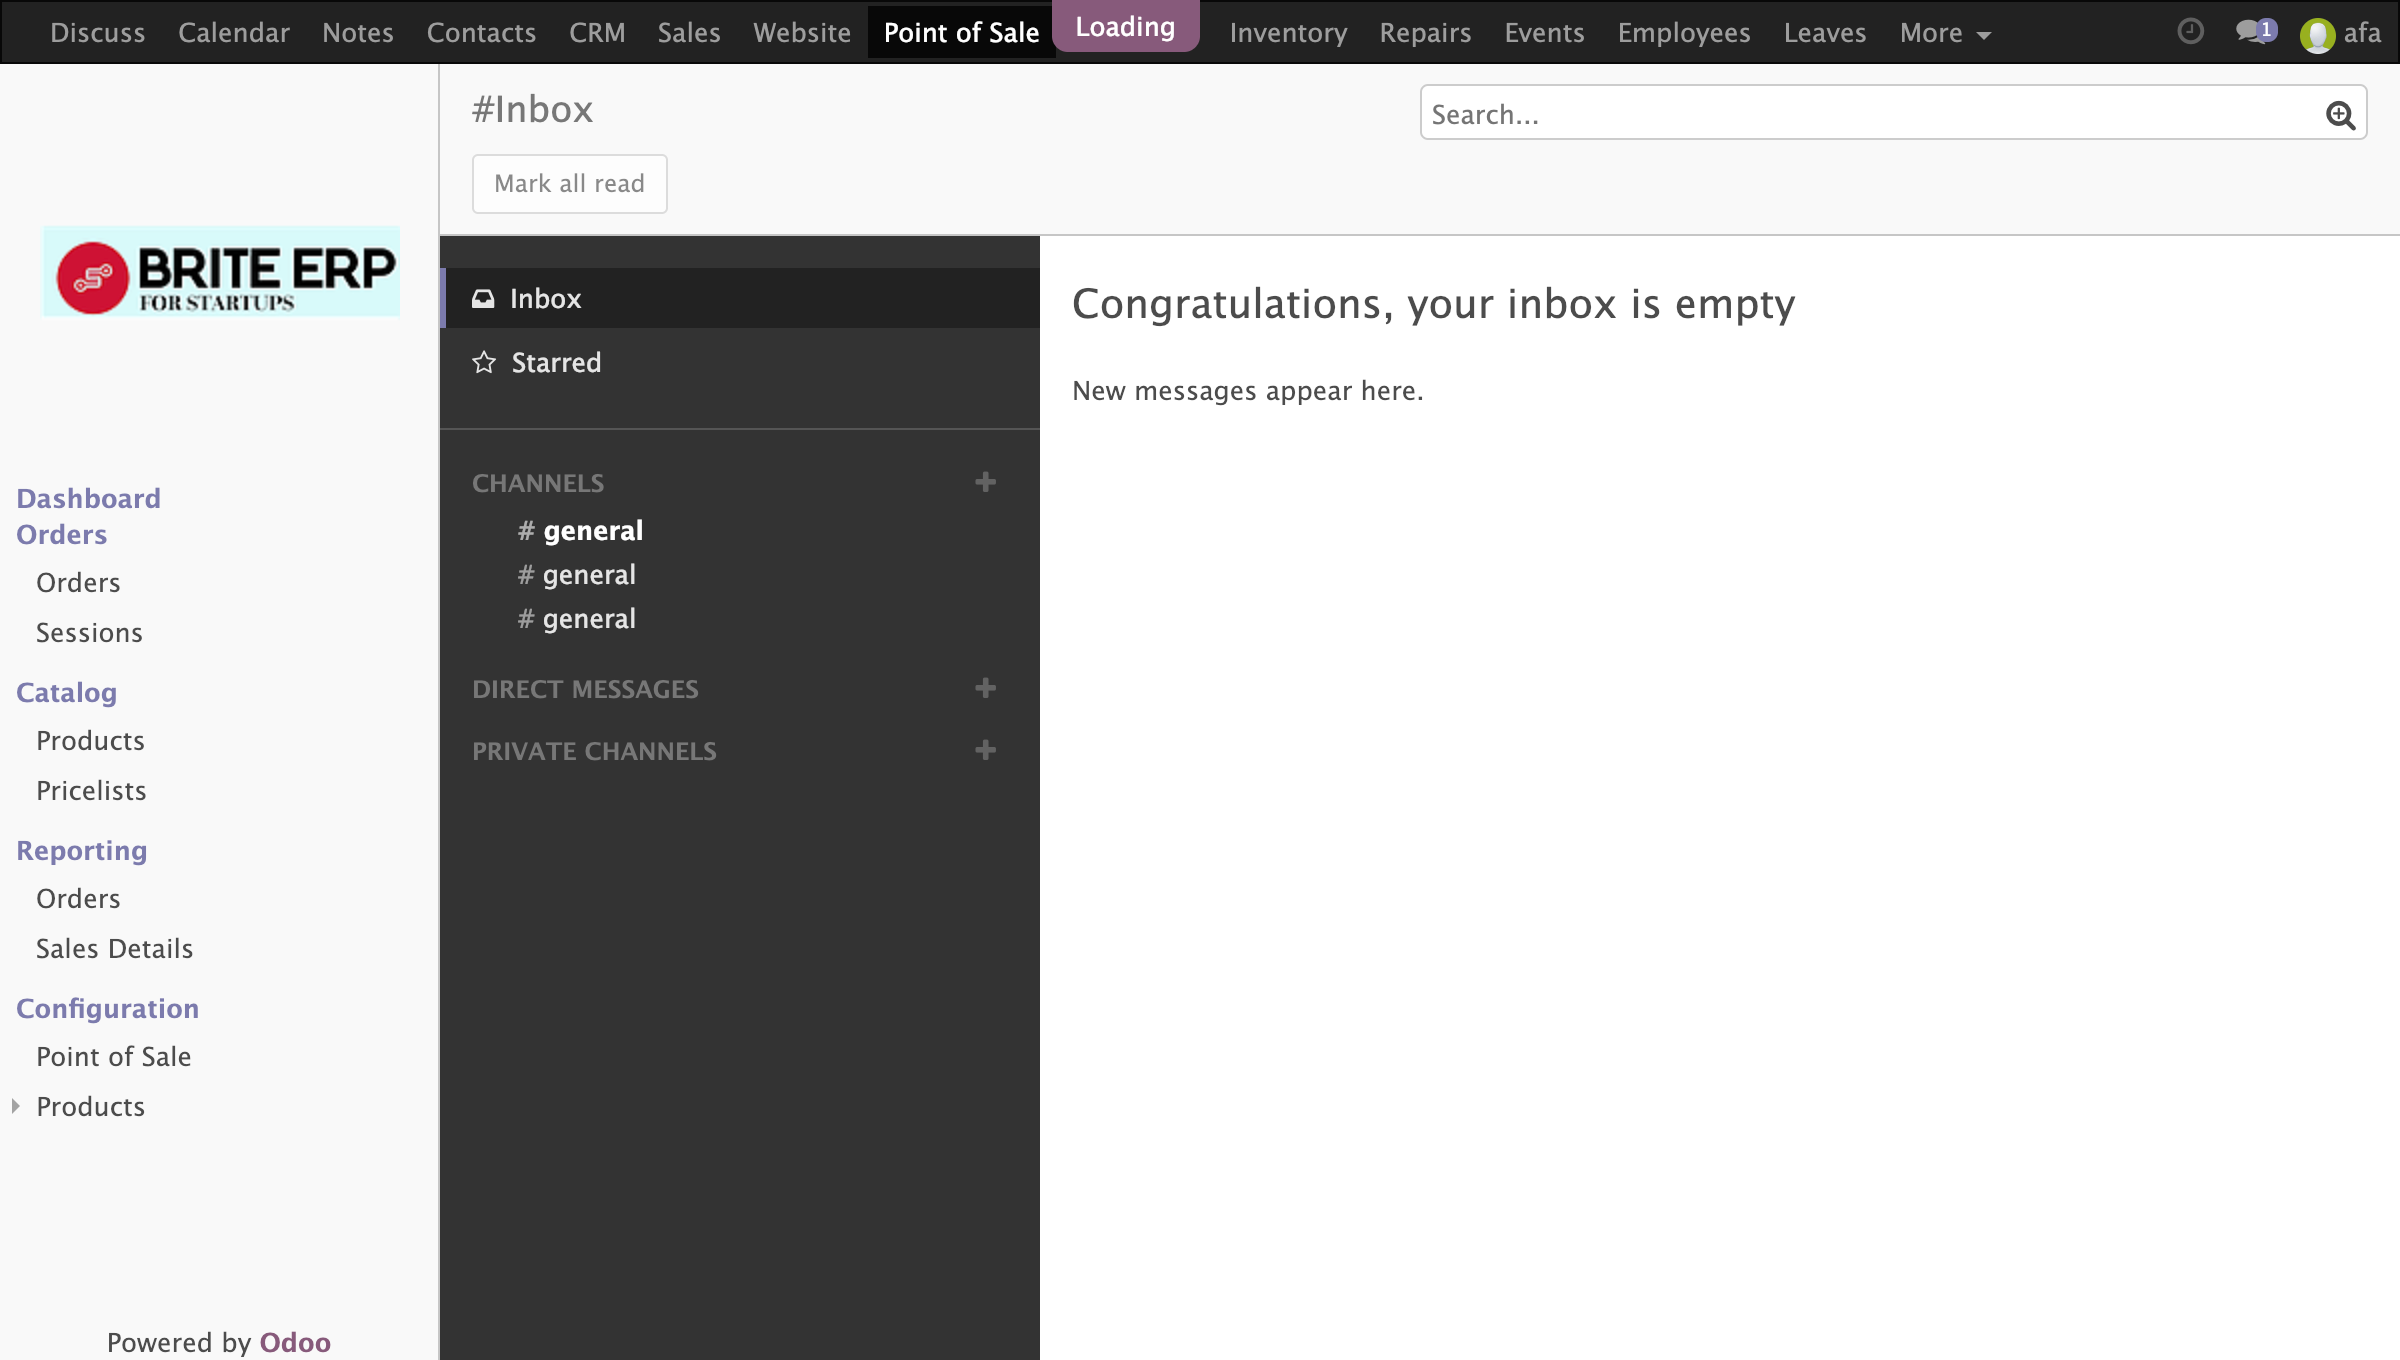 Discuss Calendar Notes Contacts CRM Sales Website Point of Sale Loading Inventory Repairs Events Employees Leaves More 1 afa
#Inbox
Search...
Mark all read
BRITE ERP
FOR STARTUPS
Dashboard
Orders
Orders
Sessions
Catalog
Products
Pricelists
Reporting
Orders
Sales Details
Configuration
Point of Sale
Products
Powered by Odoo
Inbox
Starred
CHANNELS
# general
# general
# general
DIRECT MESSAGES
PRIVATE CHANNELS
Congratulations, your inbox is empty
New messages appear here.